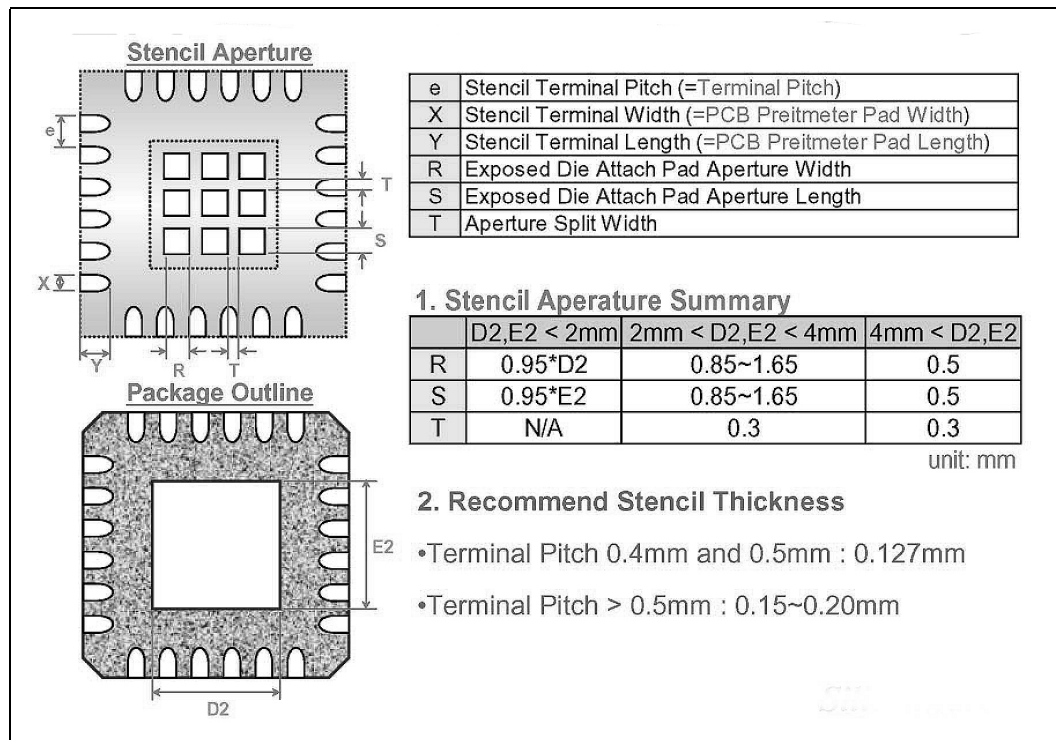 Stencil Aperture
e
X
Y
R
T
T
S
Package Outline
E2
D2
e Stencil Terminal Pitch (=Terminal Pitch)
X Stencil Terminal Width (=PCB Preitmeter Pad Width)
Y Stencil Terminal Length (=PCB Preitmeter Pad Length)
R Exposed Die Attach Pad Aperture Width
S Exposed Die Attach Pad Aperture Length
T Aperture Split Width
1. Stencil Aperature Summary
D2,E2 < 2mm 2mm < D2,E2 < 4mm 4mm < D2,E2
R 0.95*D2 0.85~1.65 0.5
S 0.95*E2 0.85~1.65 0.5
T N/A 0.3 0.3
unit: mm
2. Recommend Stencil Thickness
•Terminal Pitch 0.4mm and 0.5mm : 0.127mm
•Terminal Pitch > 0.5mm : 0.15~0.20mm